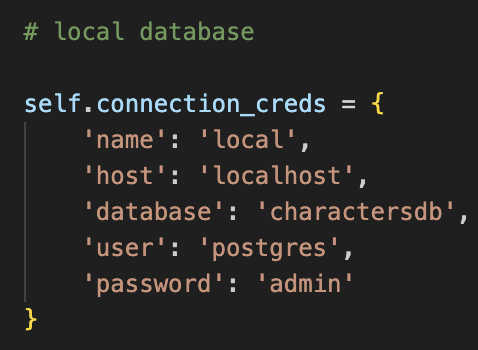 # local database
self.connection_creds = {
'name': 'local',
'host': 'localhost',
'database': 'charactersdb',
'user': 'postgres',
'password': 'admin'
}